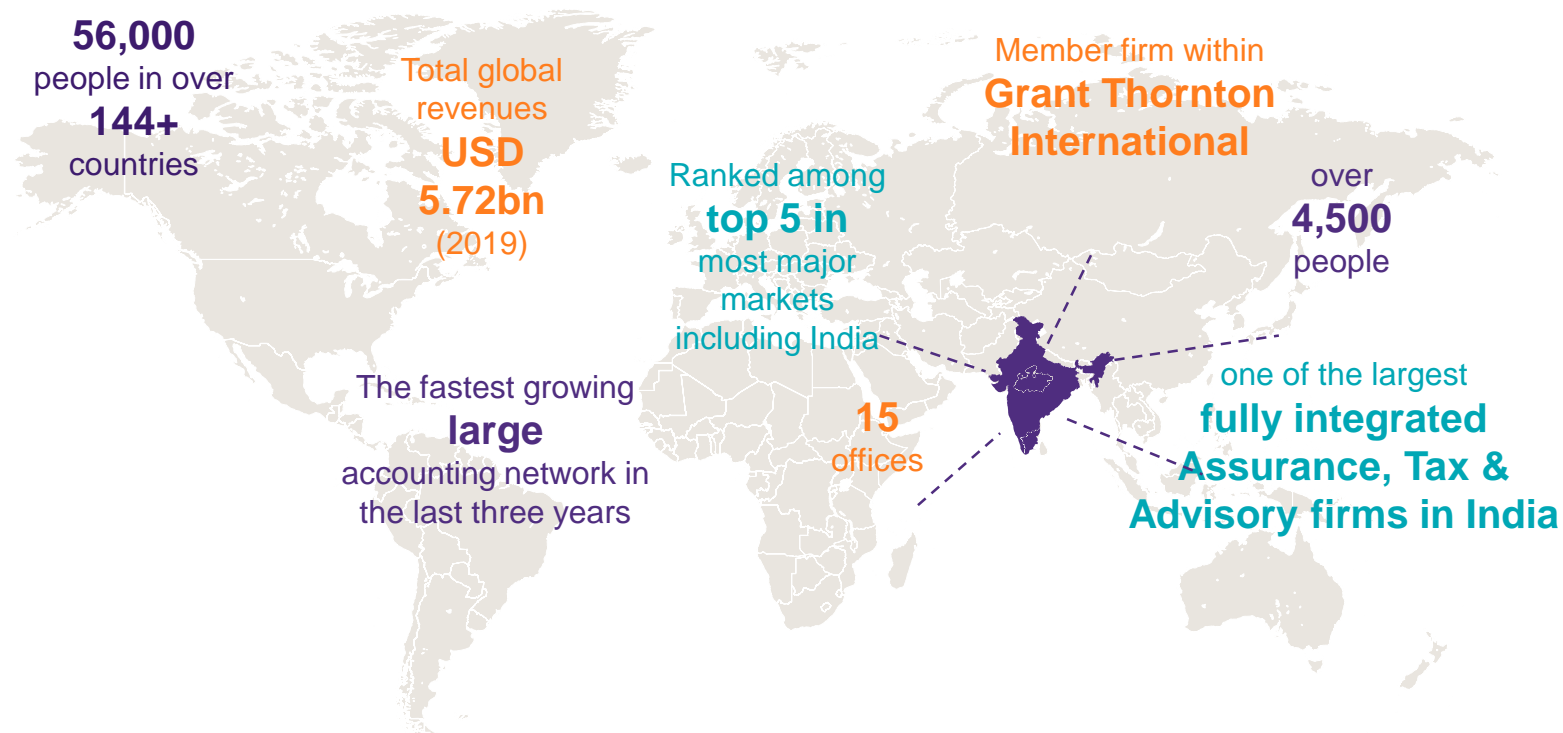 56,000
people in over
144+
countries
Total global
revenues
USD
5.72bn
(2019)
The fastest growing
large
accounting network in
the last three years
Member firm within
Grant Thornton
International
Ranked among
top 5 in
most major
markets
including India
over
4,500
people
15
offices
one of the largest
fully integrated
Assurance, Tax &
Advisory firms in India